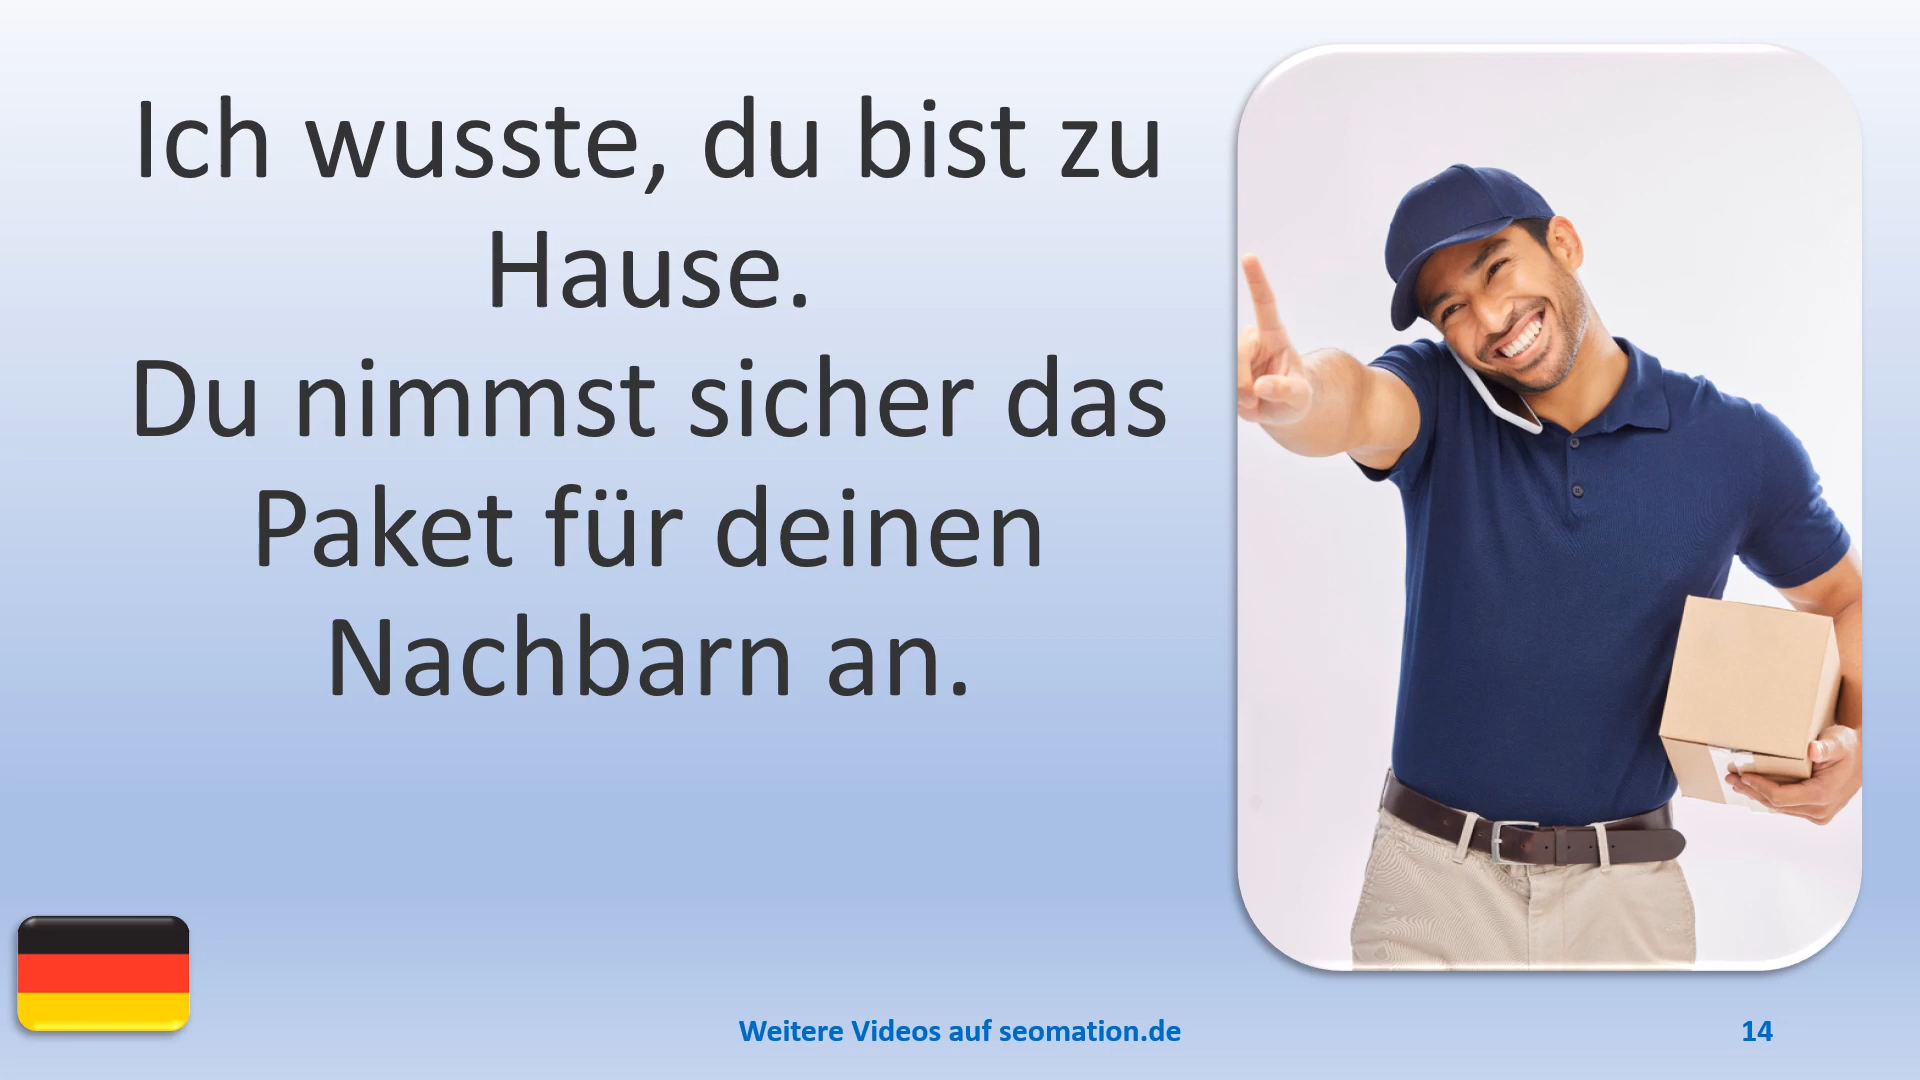 Ich wusste, du bist zu
Hause.
Du nimmst sicher das
Paket für deinen
Nachbarn an.
Weitere Videos auf seomation.de
14